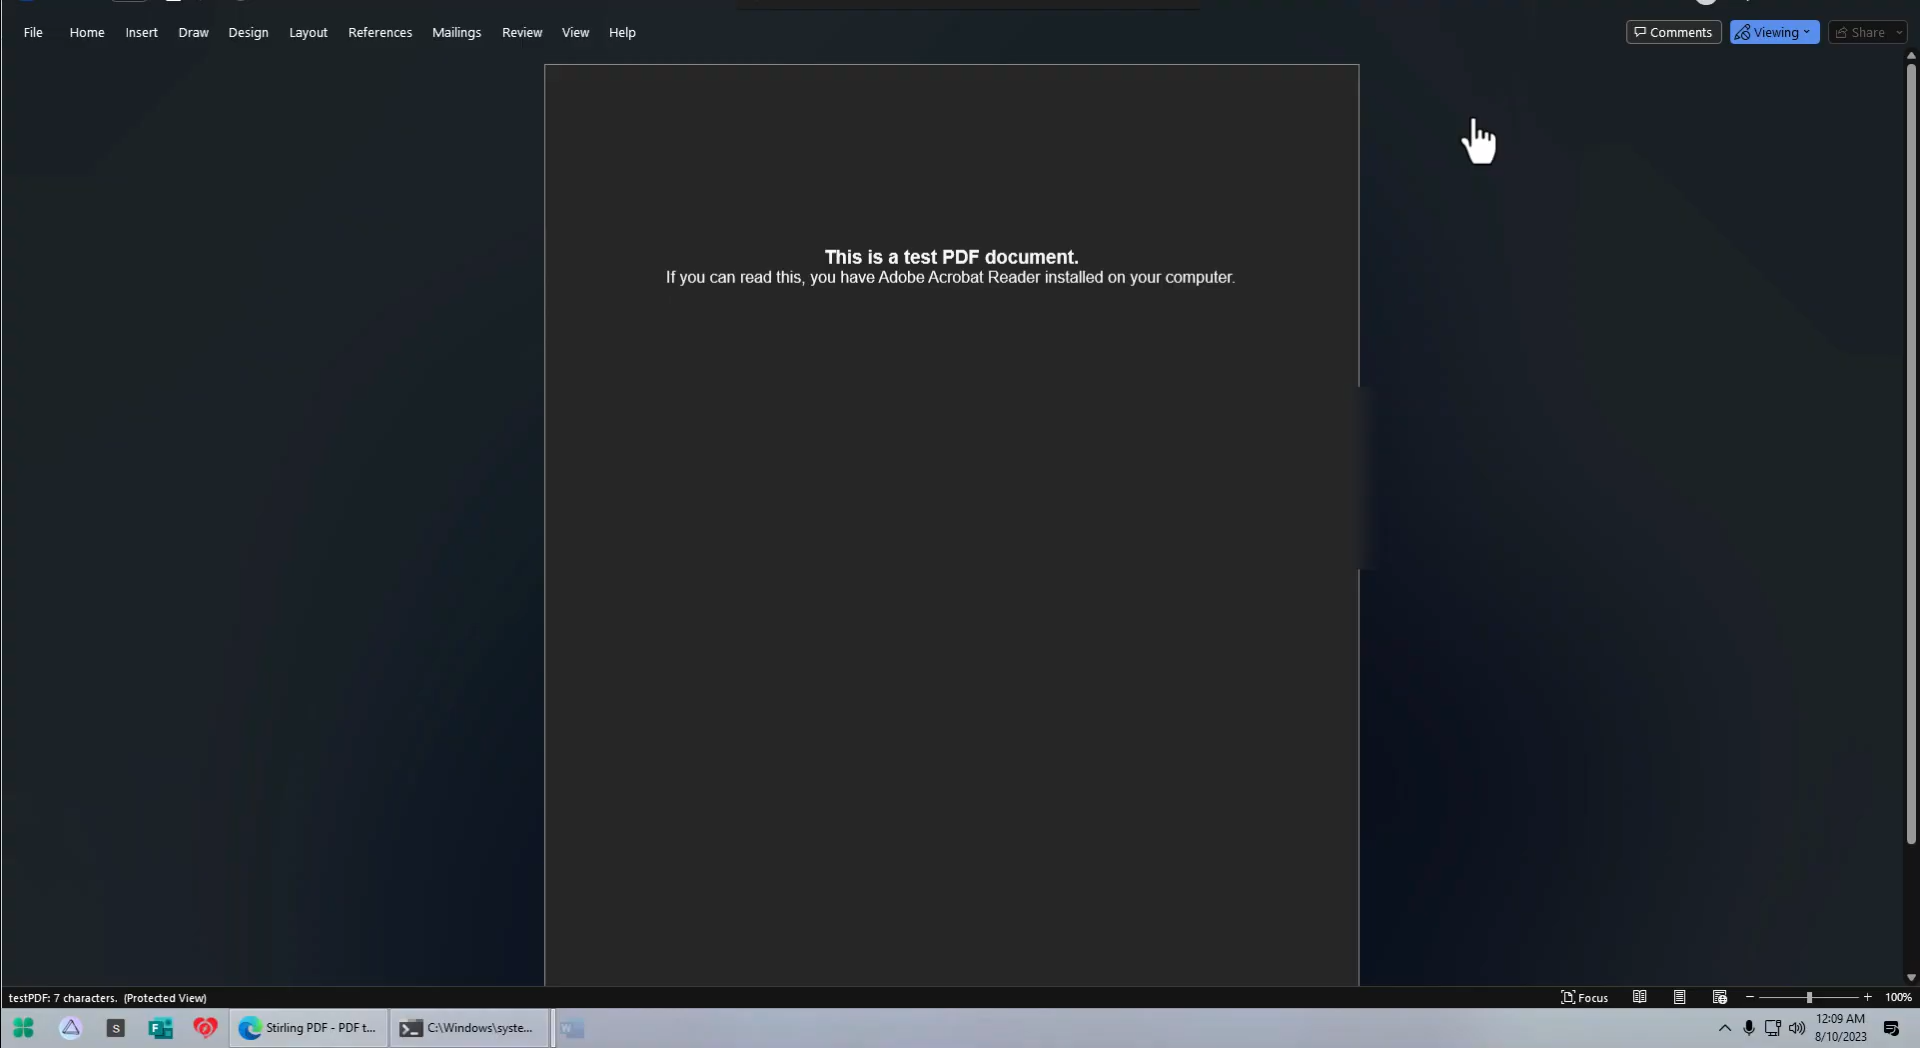 File Home Insert Draw Design Layout References Mailings Review View Help Comments Viewing Share
This is a test PDF document.
If you can read this, you have Adobe Acrobat Reader installed on your computer.
testPDF: 7 characters. (Protected View) Focus 100%
S F Stirling PDF - PDF t... C:\Windows\syste... W 12:09 AM
8/10/2023